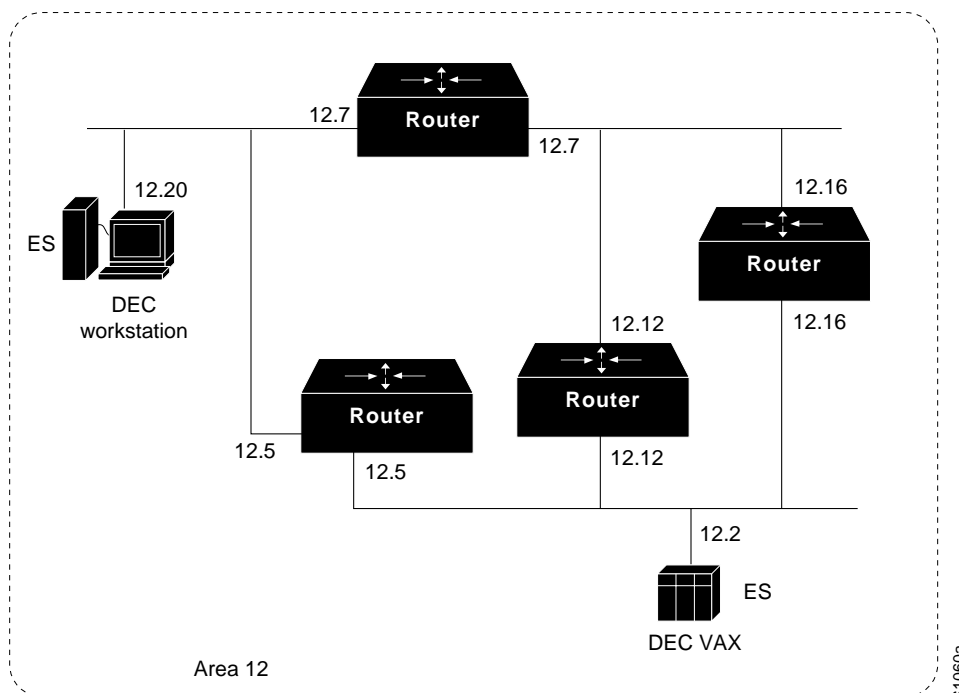 12.7
Router
12.7
12.20
12.16
ES
Router
DEC
workstation
12.16
12.12
Router
Router
12.5
12.5
12.12
12.2
ES
DEC VAX
Area 12